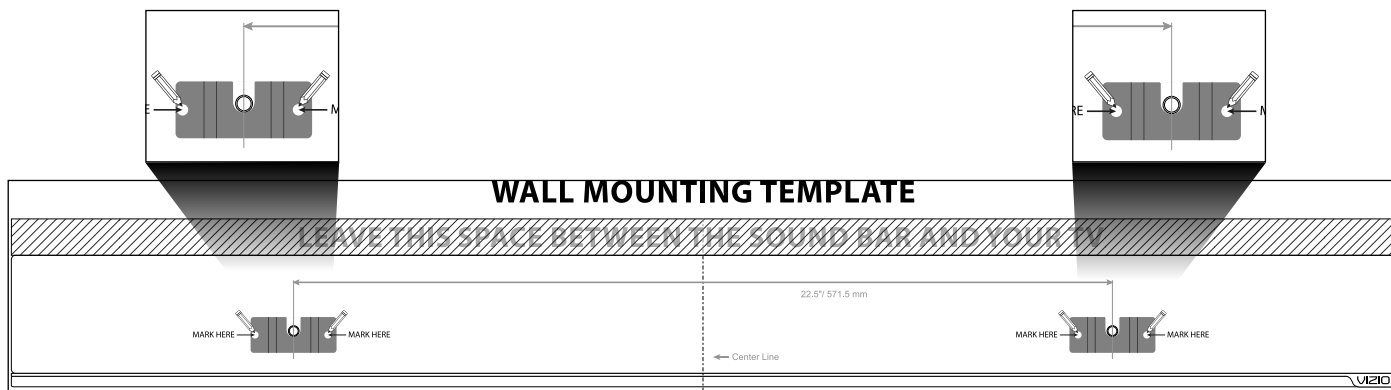 E
M
RE
WALL MOUNTING TEMPLATE
LEAVE THIS SPACE BETWEEN THE SOUND BAR AND YOUR TV
22.5"/ 571.5 mm
MARK HERE
MARK HERE
MARK HERE
MARK HERE
Center Line
VIZIO